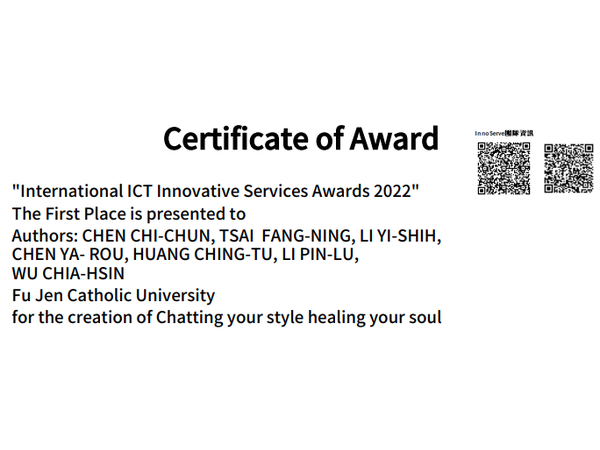 Certificate of Award
InnoServe團隊資訊
"International ICT Innovative Services Awards 2022"
The First Place is presented to
Authors: CHEN CHI-CHUN, TSAI  FANG-NING, LI YI-SHIH,
CHEN YA- ROU, HUANG CHING-TU, LI PIN-LU,
WU CHIA-HSIN
Fu Jen Catholic University
for the creation of Chatting your style healing your soul